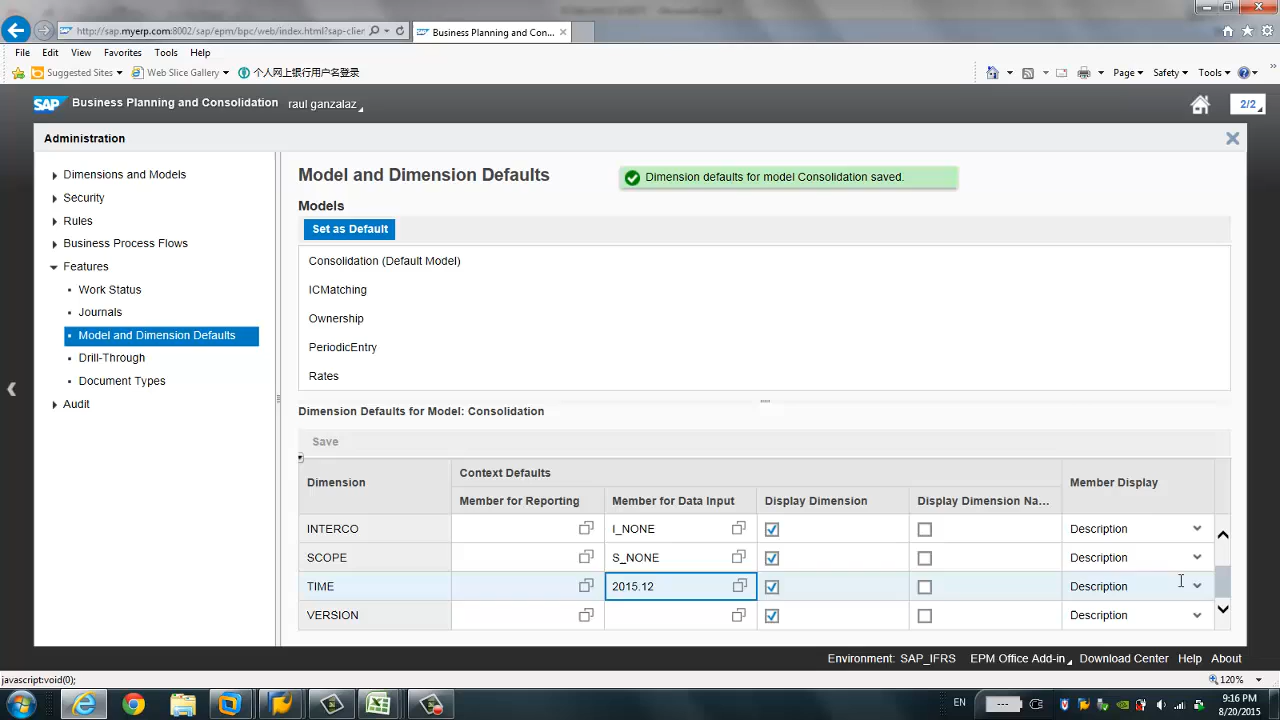 http://sap.myerp.com:8002/sap/epm/bpc/web/index.html?sap-clier
Business Planning and Con...
File Edit View Favorites Tools Help
Suggested Sites Web Slice Gallery 个人网上银行用户名登录
Page Safety Tools
SAP Business Planning and Consolidation raul ganzalaz
2/2
Administration
Dimensions and Models
Security
Rules
Business Process Flows
Features
Work Status
Journals
Model and Dimension Defaults
Drill-Through
Document Types
Audit
Model and Dimension Defaults
Dimension defaults for model Consolidation saved.
Models
Set as Default
Consolidation (Default Model)
ICMatching
Ownership
PeriodicEntry
Rates
Dimension Defaults for Model: Consolidation
Save
Dimension Context Defaults Member Display
Member for Reporting Member for Data Input Display Dimension Display Dimension Na...
INTERCO I_NONE Description
SCOPE S_NONE Description
TIME 2015.12 Description
VERSION Description
Environment: SAP_IFRS EPM Office Add-in Download Center Help About
javascript:void(0);
120%
EN
9:16 PM
8/20/2015